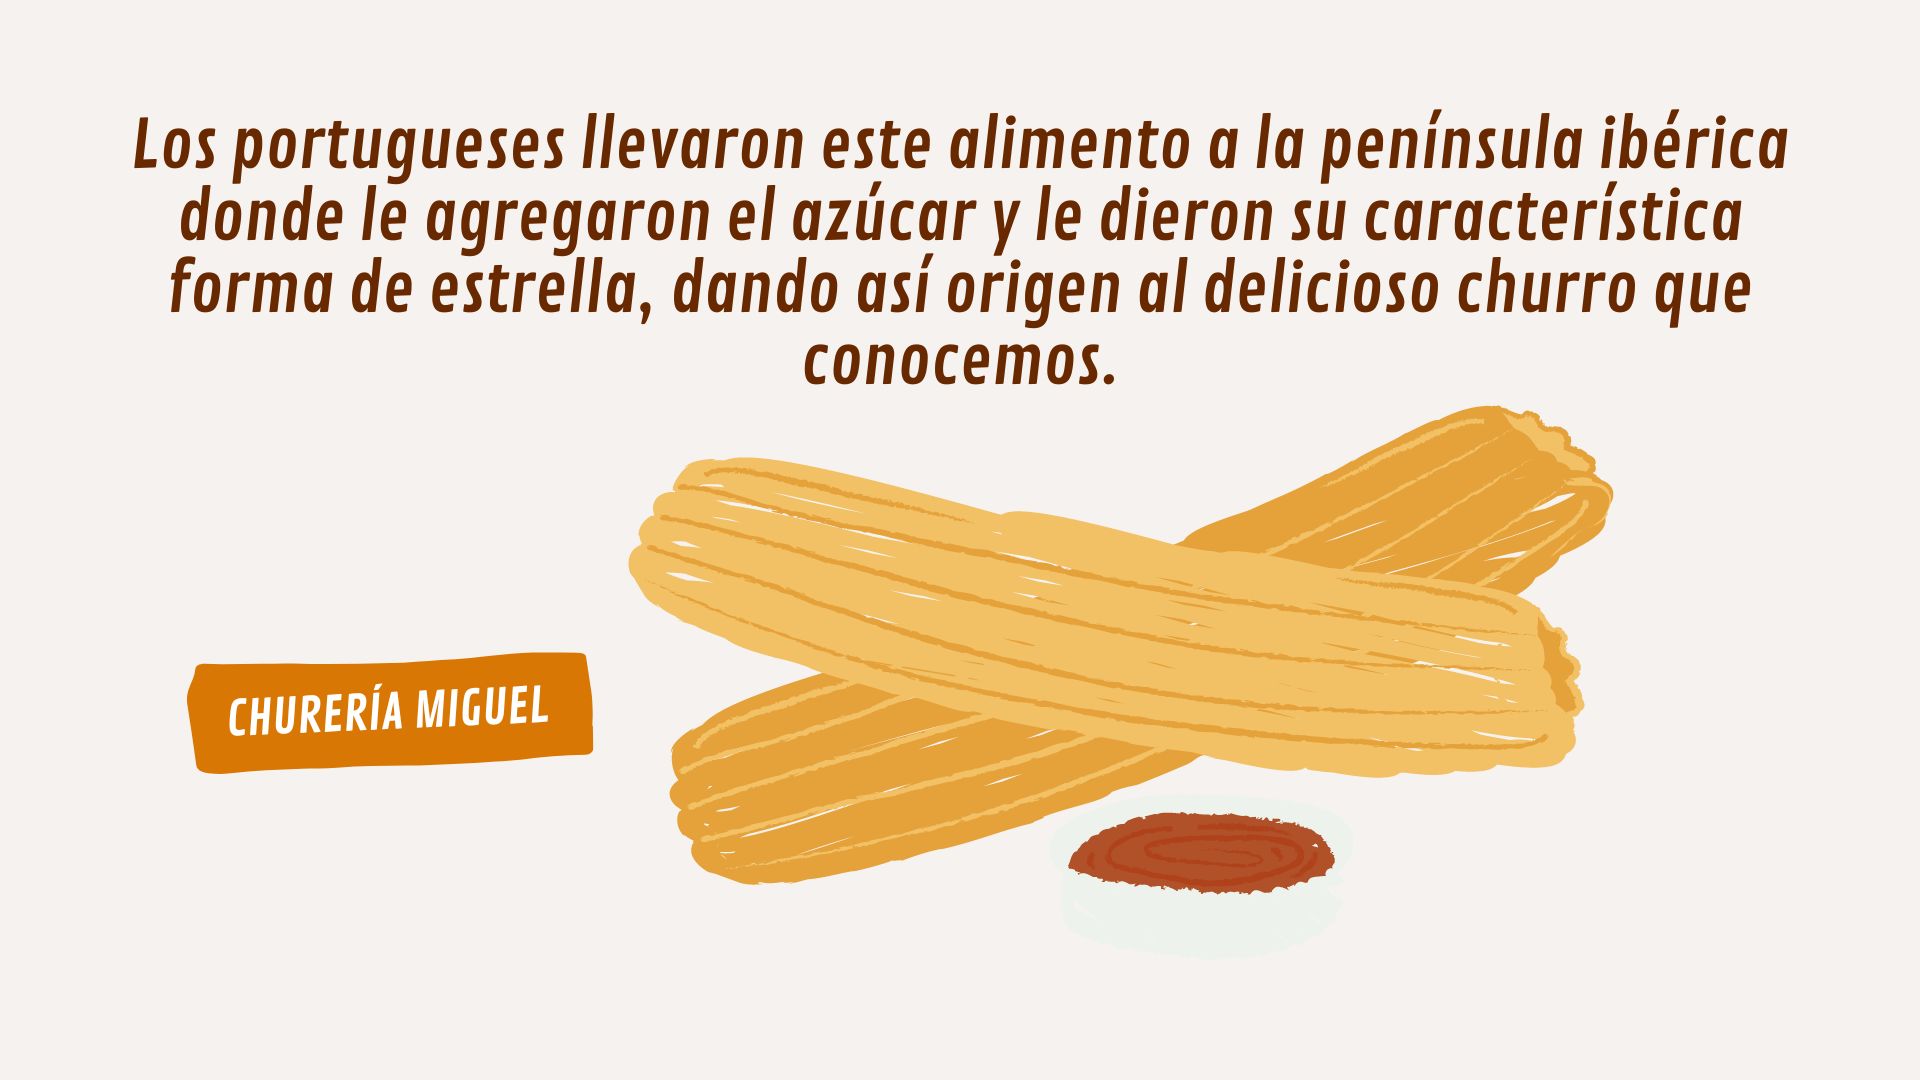 Los portugueses llevaron este alimento a la península ibérica
donde le agregaron el azúcar y le dieron su característica
forma de estrella, dando así origen al delicioso churro que
conocemos.
CHURERÍA MIGUEL